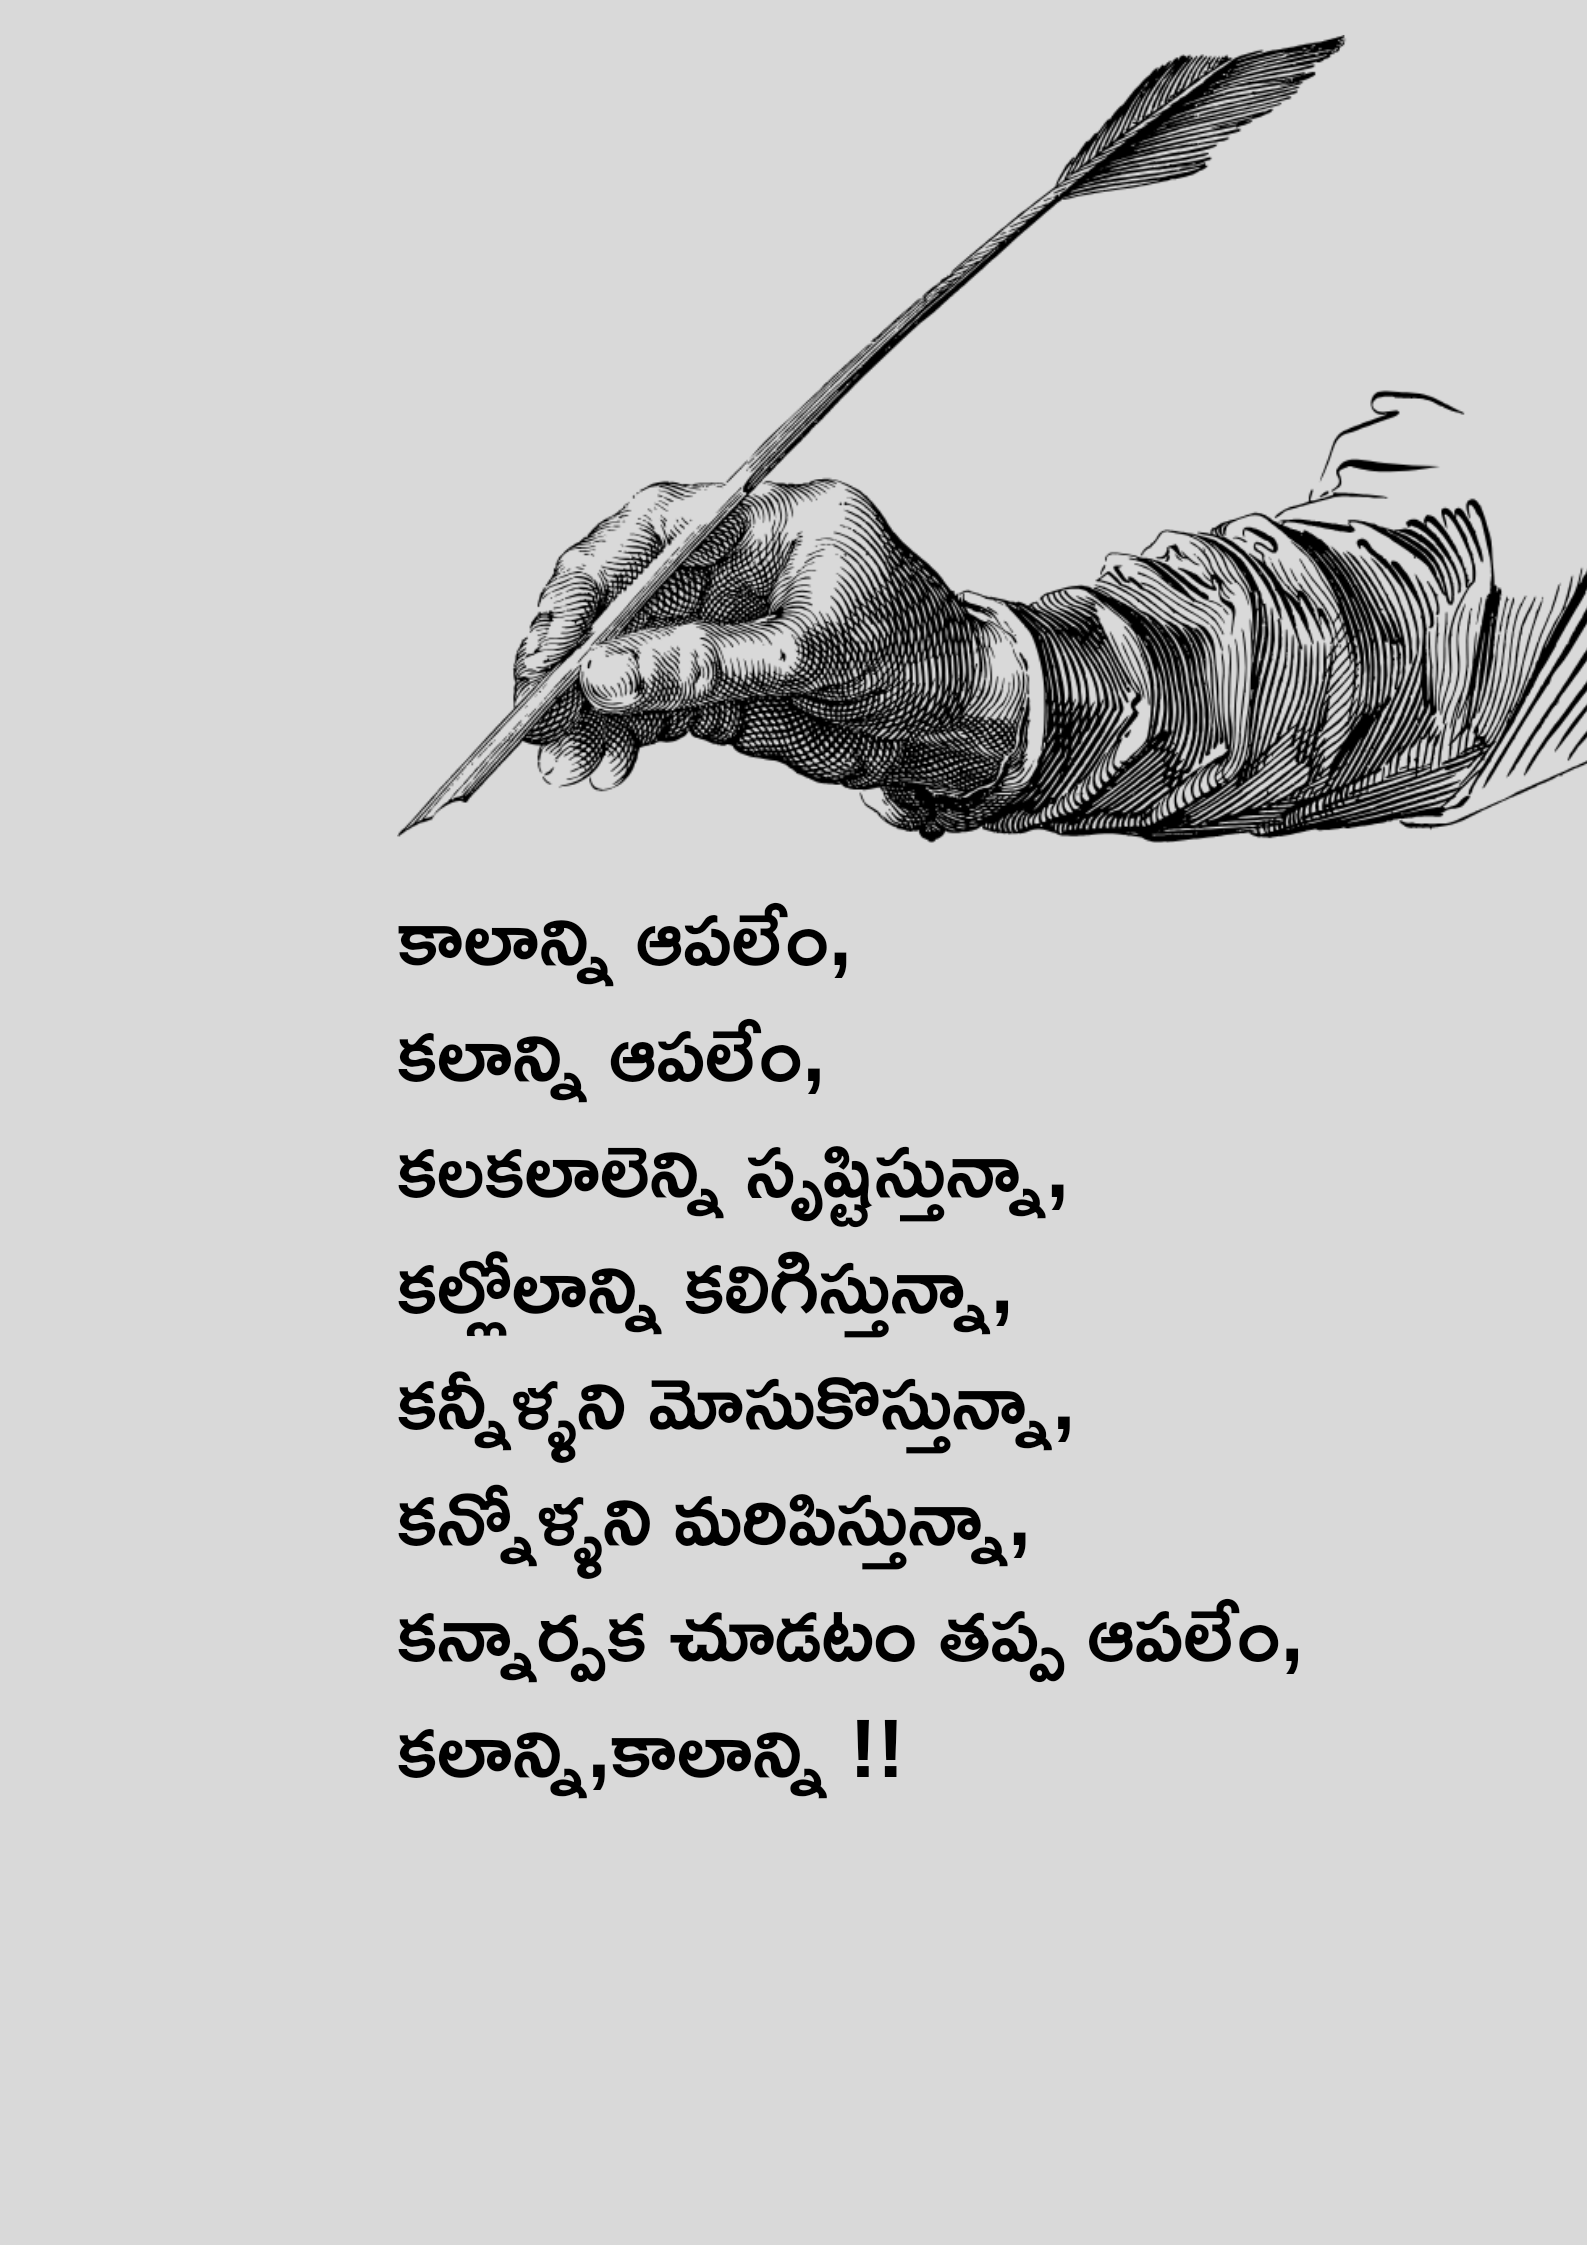 కాలాన్ని ఆపలేం,
కలాన్ని ఆపలేం,
కలకలాలెన్ని సృష్టిస్తున్నా,
కల్లోలాన్ని కలిగిస్తున్నా,
కన్నీళ్ళని మోసుకొస్తున్నా,
కన్నోళ్ళని మరిపిస్తున్నా,
కన్నార్పక చూడటం తప్ప ఆపలేం,
కలాన్ని,కాలాన్ని !!